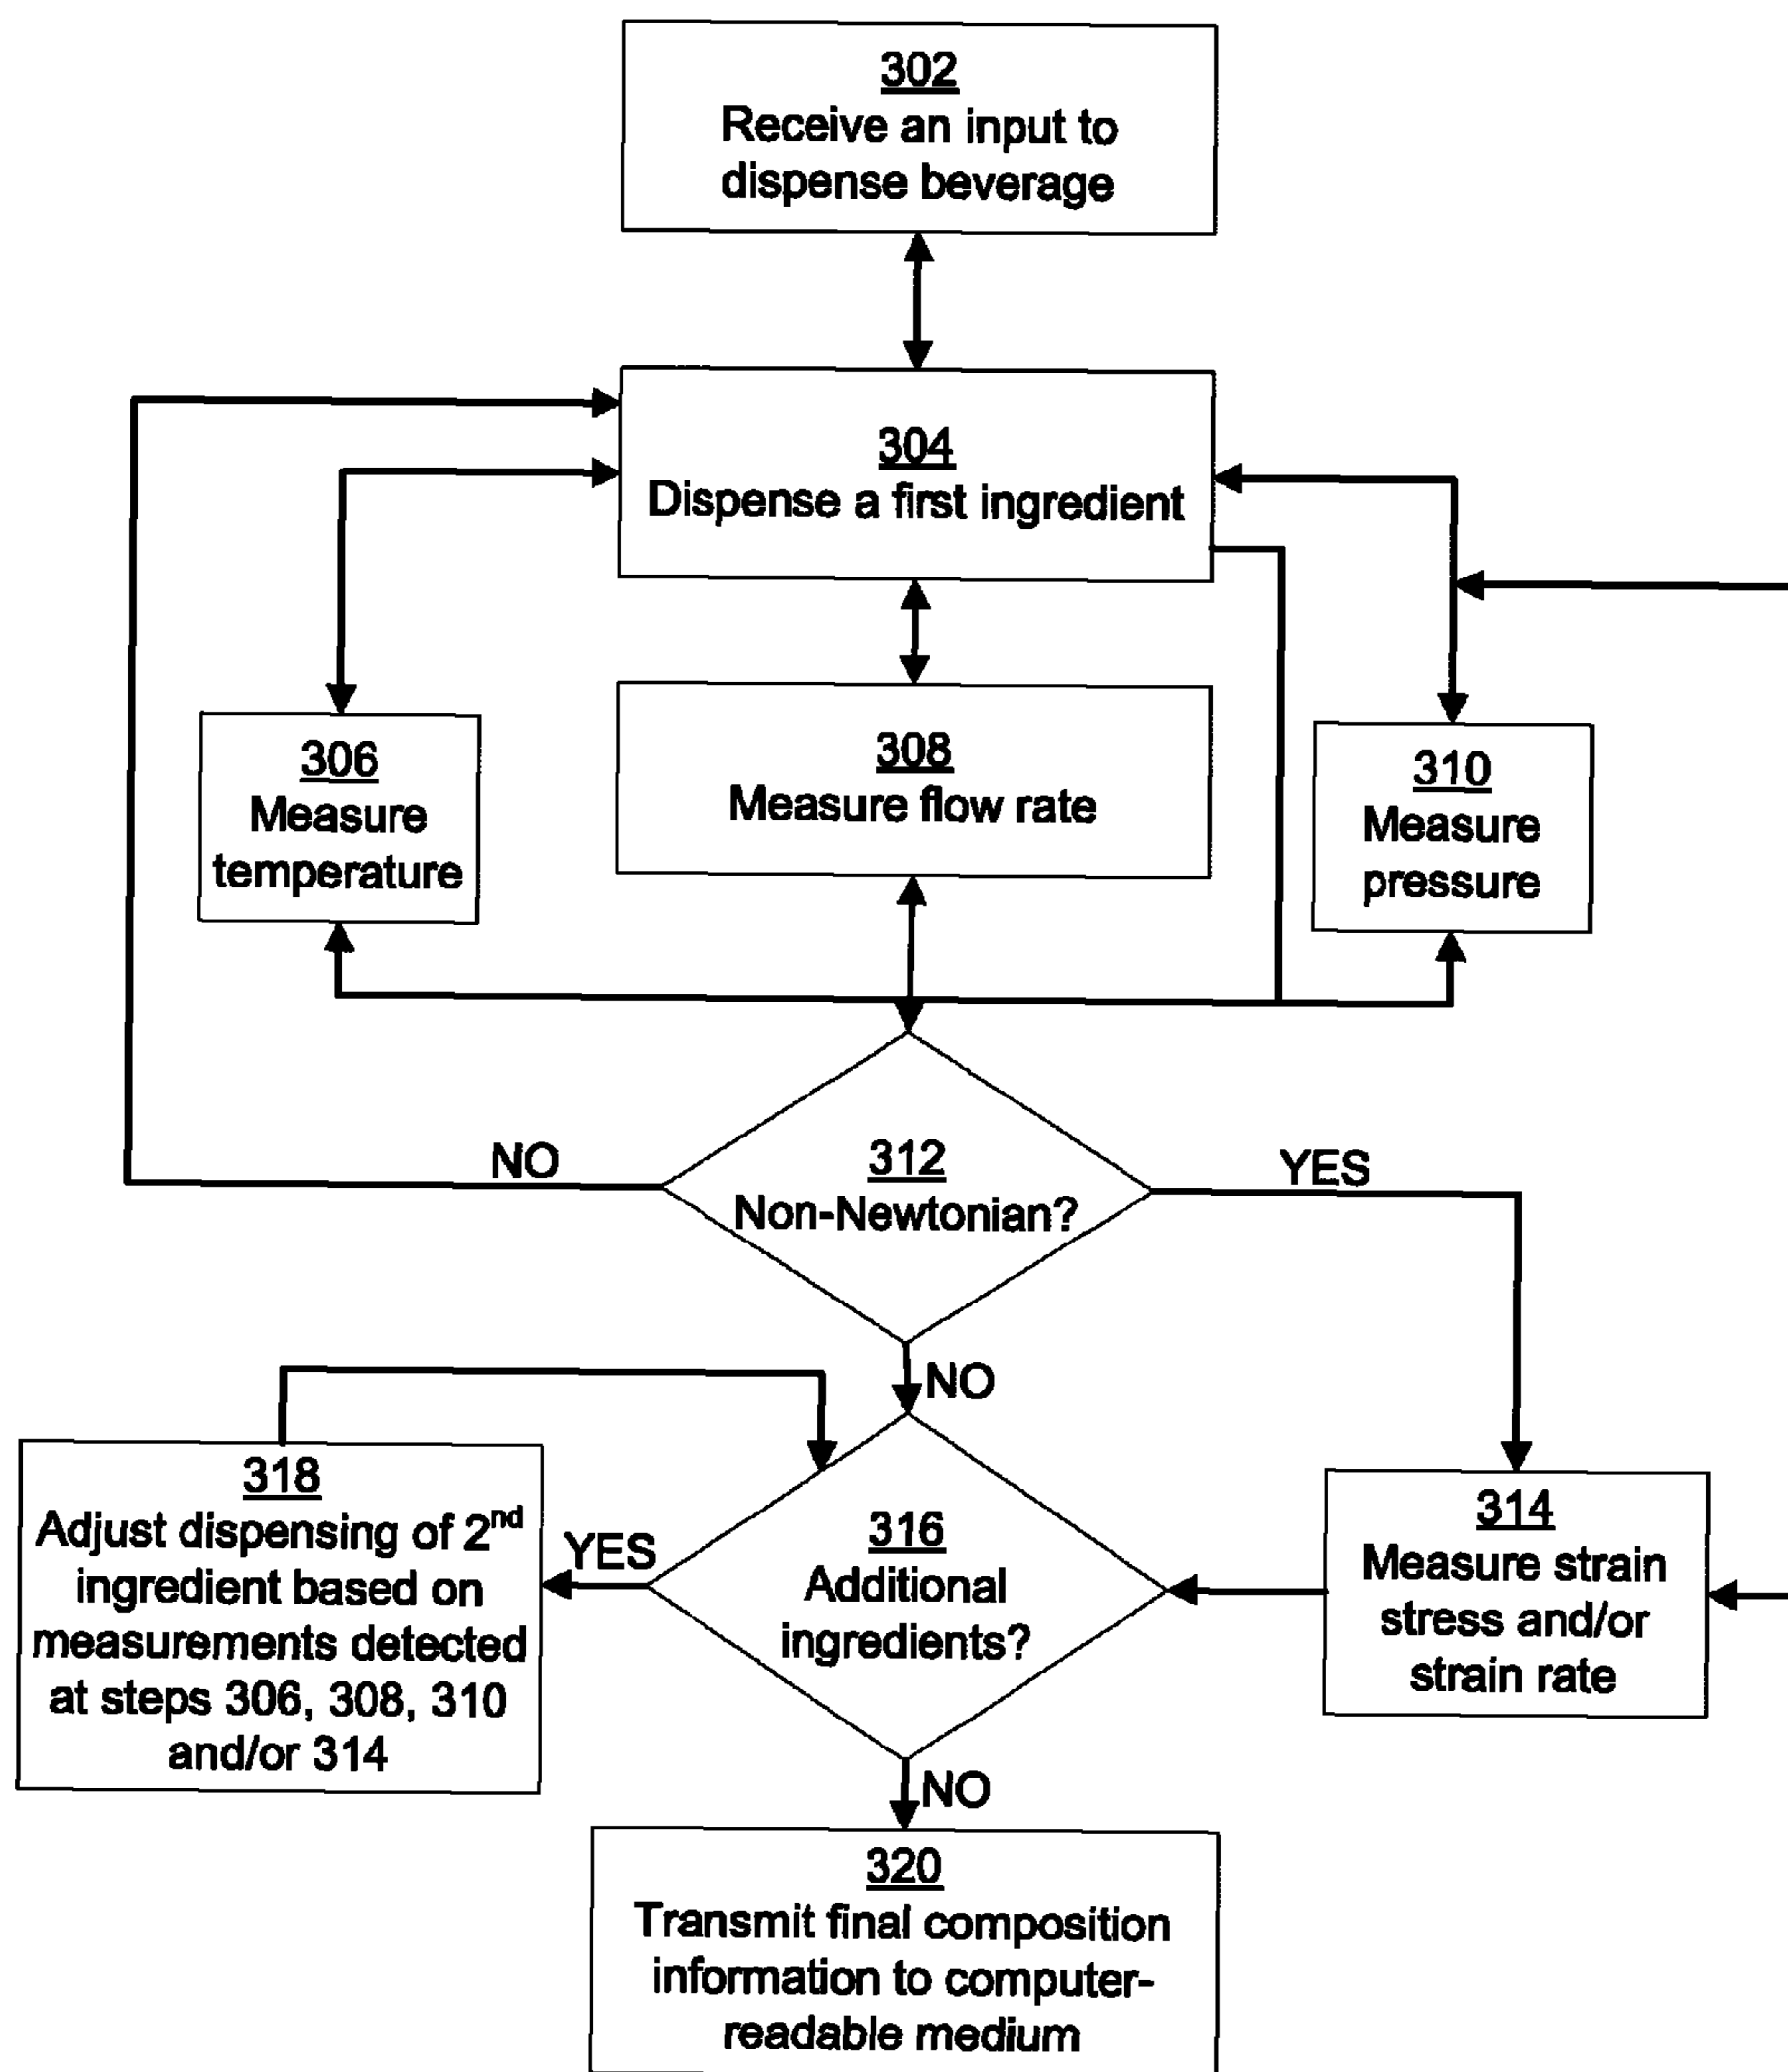 302
Receive an input to
dispense beverage
304
Dispense a first ingredient
306
Measure
temperature
308
Measure flow rate
310
Measure
pressure
312
Non-Newtonian?
NO
YES
NO
318
Adjust dispensing of 2nd
ingredient based on
measurements detected
at steps 306, 308, 310
and/or 314
YES
316
Additional
ingredients?
314
Measure strain
stress and/or
strain rate
NO
320
Transmit final composition
information to computer-
readable medium